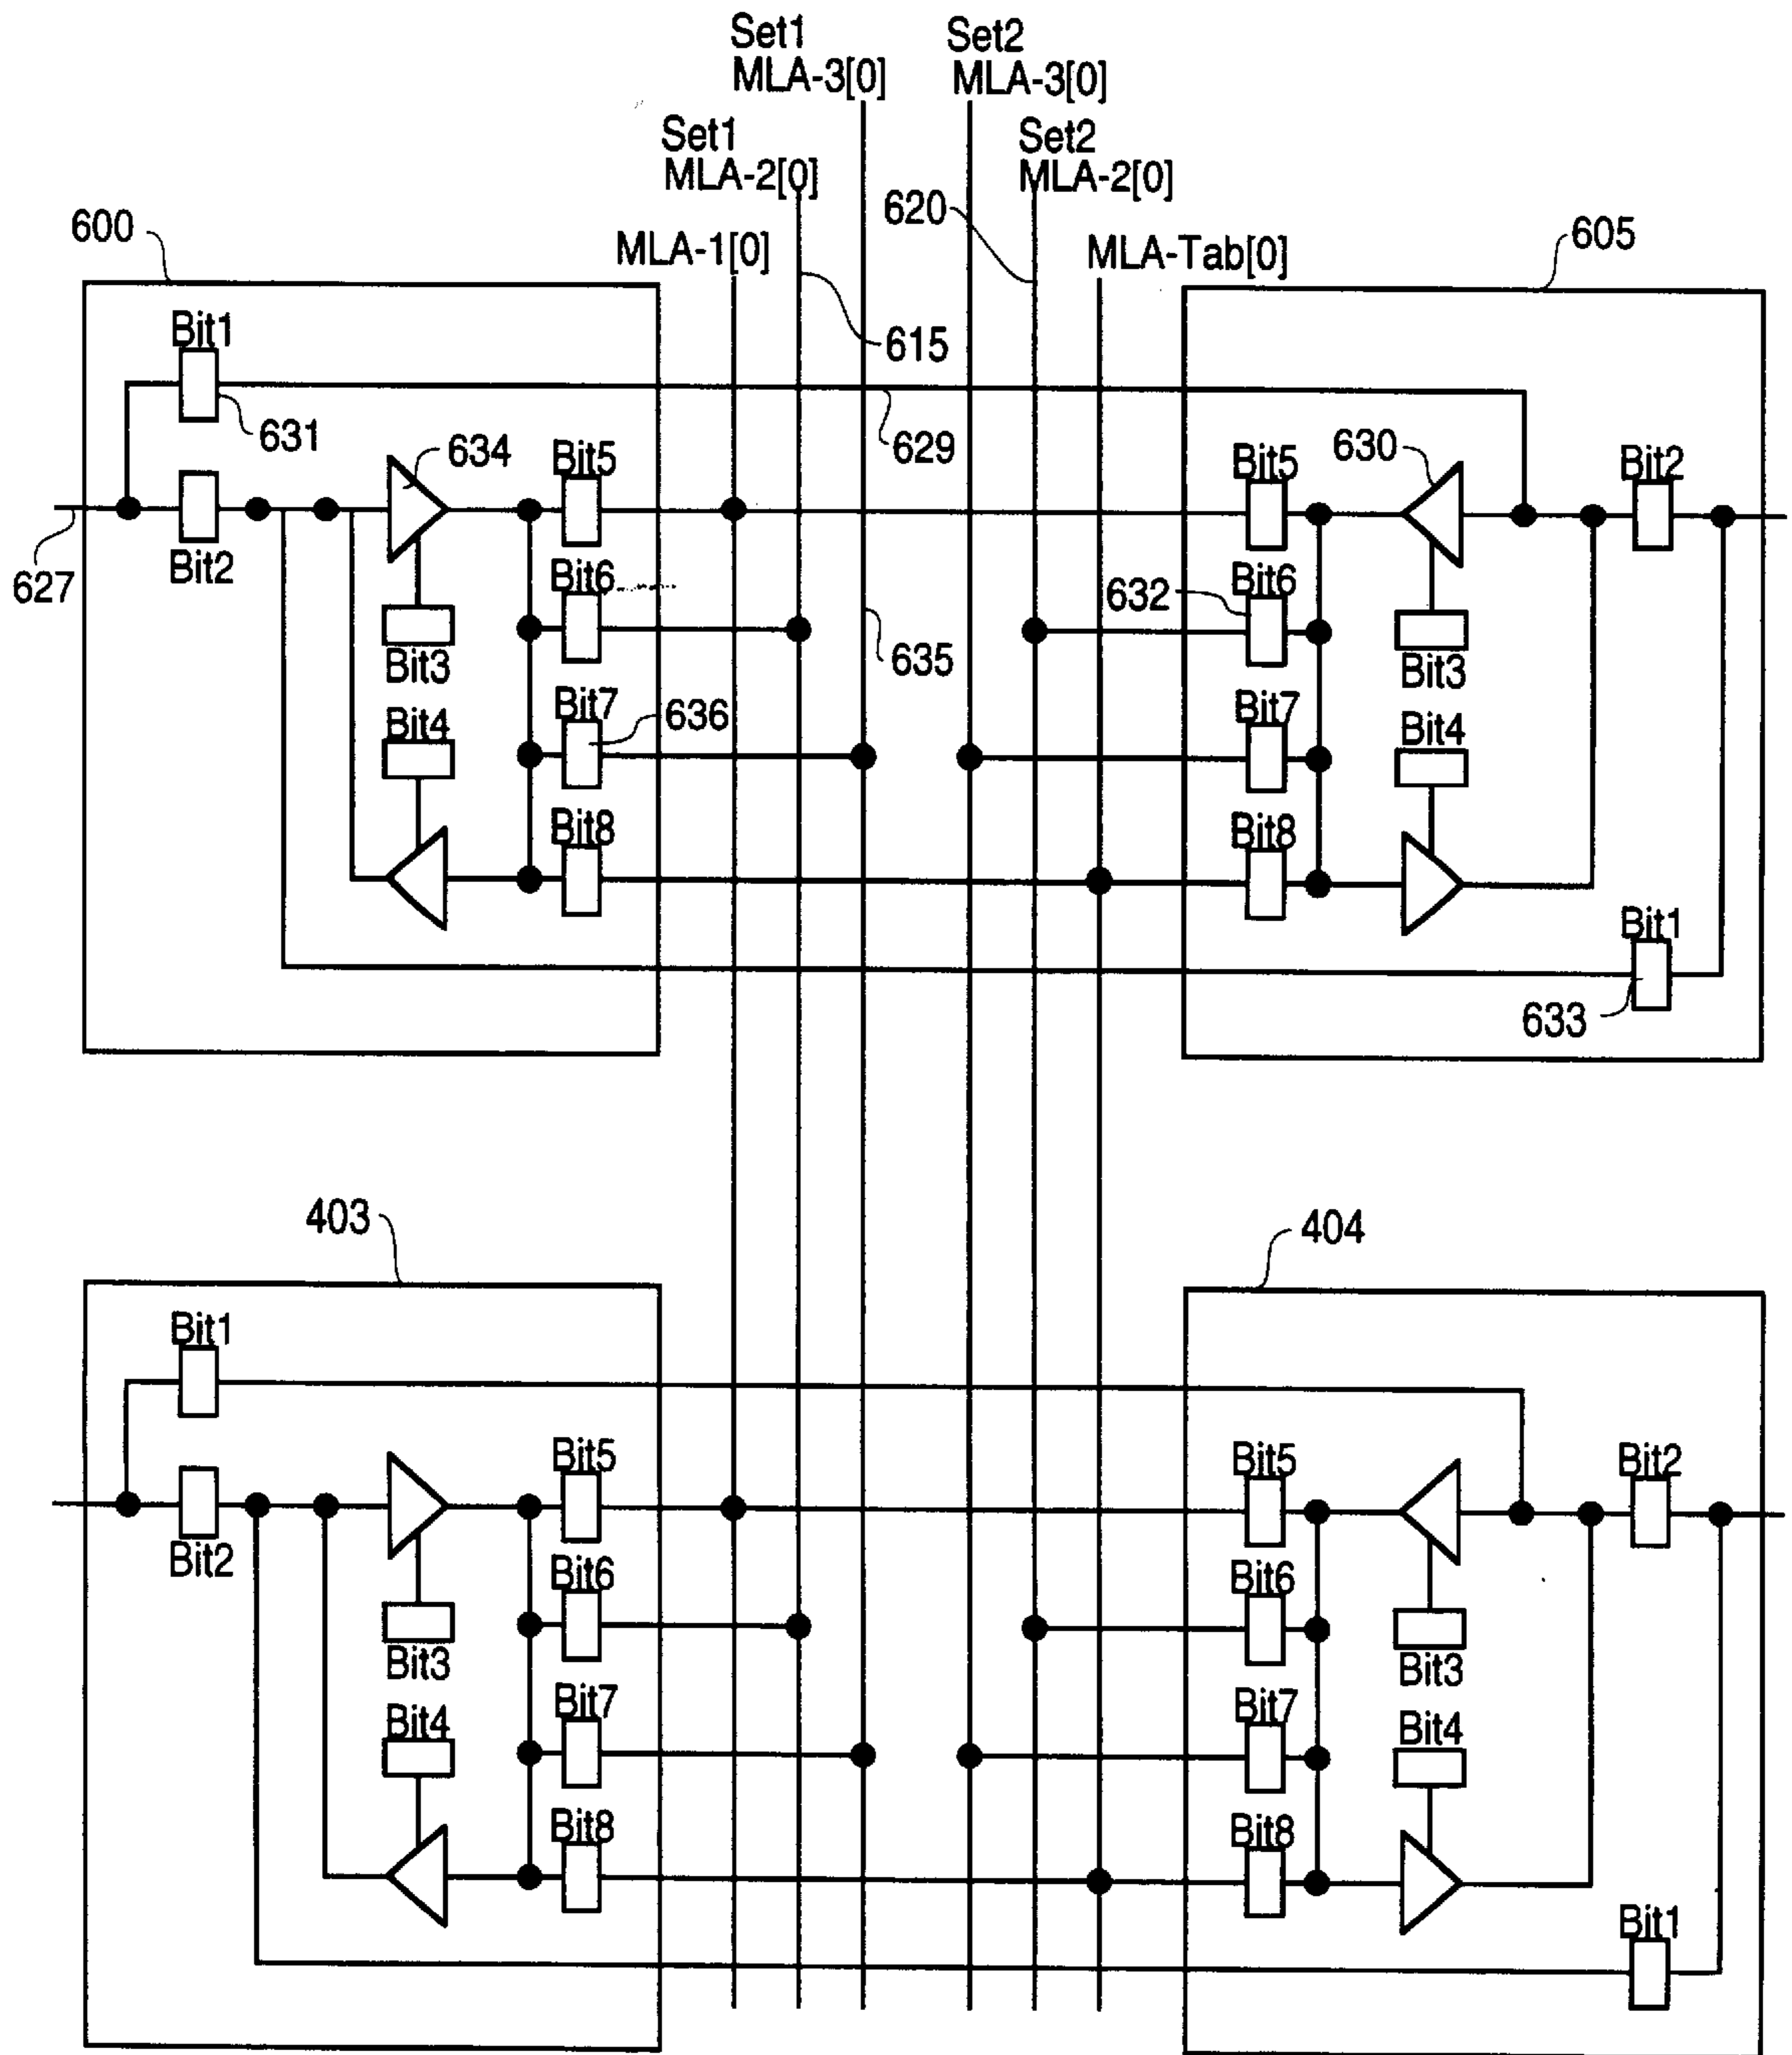 Set1
MLA-3[0]
Set2
MLA-3[0]
Set1
MLA-2[0]
Set2
MLA-2[0]
620
600
MLA-1[0]
MLA-Tab[0]
605
Bit1
615
631
629
634
Bit5
Bit5
630
Bit2
627
Bit2
Bit6
632
Bit6
Bit3
635
Bit3
Bit7
636
Bit7
Bit4
Bit4
Bit8
Bit8
Bit1
633
403
404
Bit1
Bit5
Bit5
Bit2
Bit2
Bit6
Bit6
Bit3
Bit3
Bit7
Bit7
Bit4
Bit4
Bit8
Bit8
Bit1